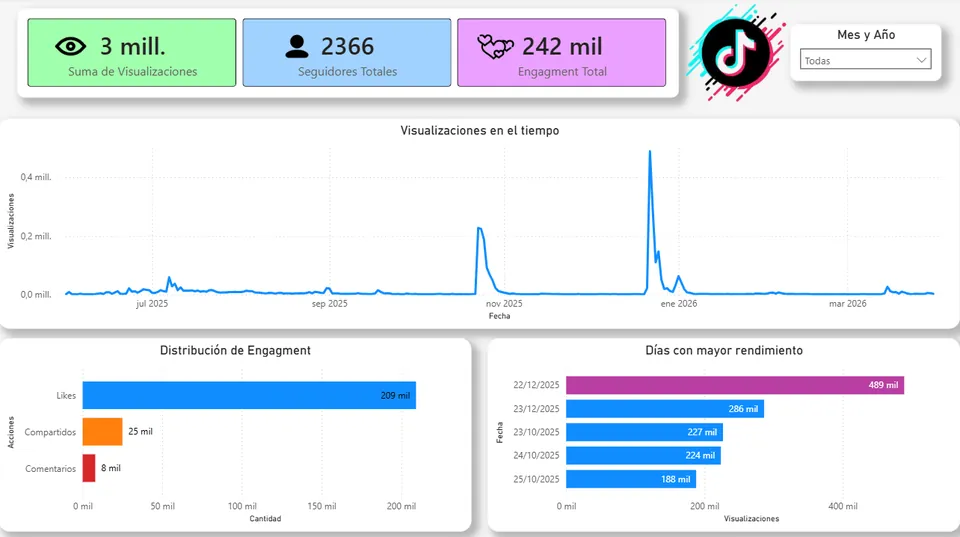 3 mill.
Suma de Visualizaciones
2366
Seguidores Totales
242 mil
Engagment Total
Mes y Año
Todas
Visualizaciones en el tiempo
Visualizaciones
0,4 mill.
0,2 mill.
0,0 mill.
jul 2025
sep 2025
nov 2025
ene 2026
mar 2026
Fecha
Distribución de Engagment
Acciones
Likes
209 mil
Compartidos
25 mil
Comentarios
8 mil
0 mil
50 mil
100 mil
150 mil
200 mil
Cantidad
Días con mayor rendimiento
Fecha
22/12/2025
489 mil
23/12/2025
286 mil
23/10/2025
227 mil
24/10/2025
224 mil
25/10/2025
188 mil
0 mil
200 mil
400 mil
Visualizaciones